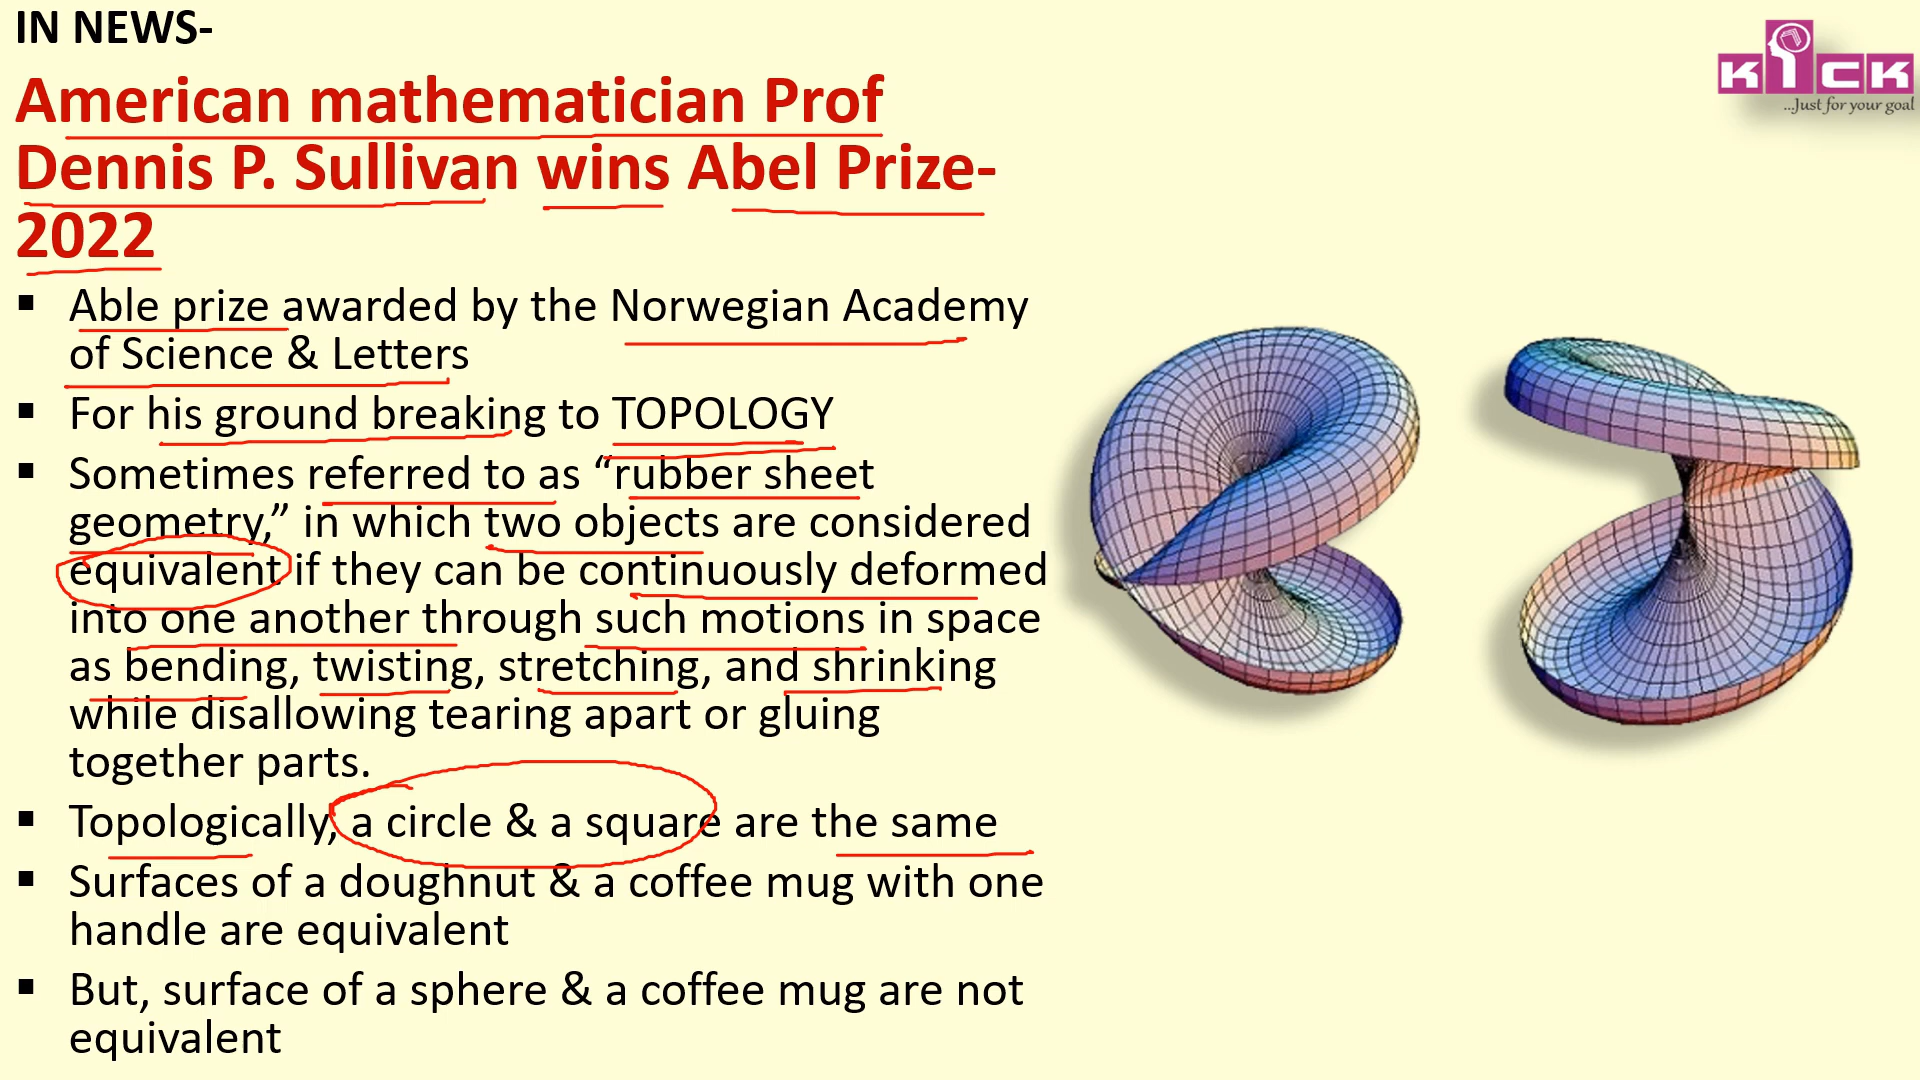 IN NEWS-
American mathematician Prof
Dennis P. Sullivan wins Abel Prize-
2022
▪ Able prize awarded by the Norwegian Academy
of Science & Letters
▪ For his ground breaking to TOPOLOGY
▪ Sometimes referred to as “rubber sheet
geometry,” in which two objects are considered
equivalent if they can be continuously deformed
into one another through such motions in space
as bending, twisting, stretching, and shrinking
while disallowing tearing apart or gluing
together parts.
▪ Topologically, a circle & a square are the same
▪ Surfaces of a doughnut & a coffee mug with one
handle are equivalent
▪ But, surface of a sphere & a coffee mug are not
equivalent
KICK
...Just for your goal